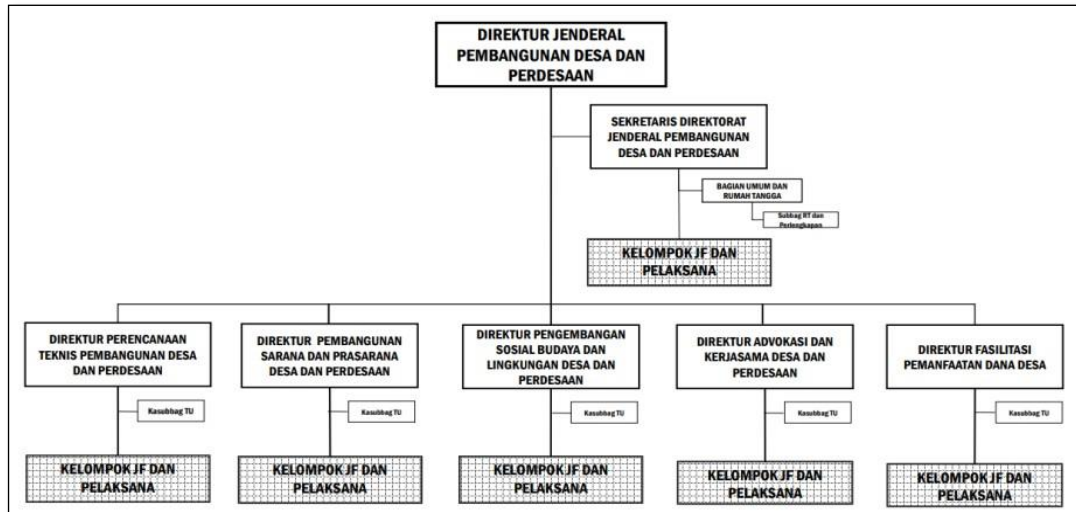 DIREKTUR JENDERAL
PEMBANGUNAN DESA DAN
PERDESAAN
SEKRETARIS DIREKTORAT
JENDERAL PEMBANGUNAN
DESA DAN PERDESAAN
BAGIAN UMUM DAN
RUMAH TANGGA
Subbag RT dan
Perlengkapan
KELOMPOK JF DAN
PELAKSANA
DIREKTUR PERENCANAAN
TEKNIS PEMBANGUNAN DESA
DAN PERDESAAN
DIREKTUR PEMBANGUNAN
SARANA DAN PRASARANA
DESA DAN PERDESAAN
DIREKTUR PENGEMBANGAN
SOSIAL BUDAYA DAN
LINGKUNGAN DESA DAN
PERDESAAN
DIREKTUR ADVOKASI DAN
KERJASAMA DESA DAN
PERDESAAN
DIREKTUR FASILITASI
PEMANFAATAN DANA DESA
Kasubbag TU
Kasubbag TU
Kasubbag TU
Kasubbag TU
Kasubbag TU
KELOMPOK JF DAN
PELAKSANA
KELOMPOK JF DAN
PELAKSANA
KELOMPOK JF DAN
PELAKSANA
KELOMPOK JF DAN
PELAKSANA
KELOMPOK JF DAN
PELAKSANA